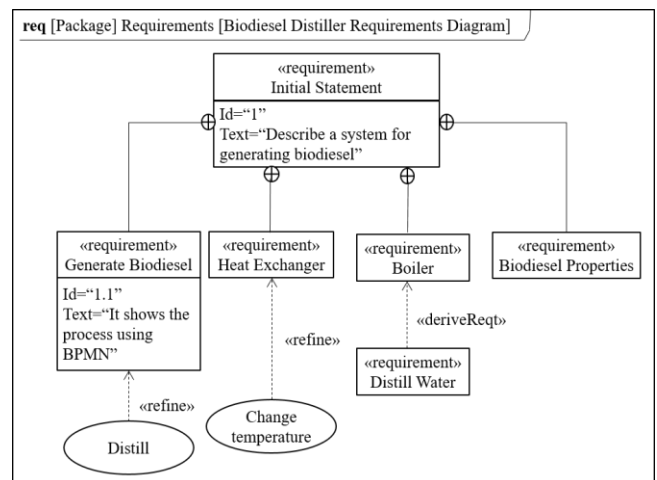 req [Package] Requirements [Biodiesel Distiller Requirements Diagram]
«requirement»
Initial Statement
Id=“1”
Text=“Describe a system for
generating biodiesel”
«requirement»
Generate Biodiesel
Id=“1.1”
Text=“It shows the
process using
BPMN”
«requirement»
Heat Exchanger
«requirement»
Boiler
«requirement»
Biodiesel Properties
«deriveReqt»
«refine»
«requirement»
Distill Water
«refine»
Distill
Change
temperature